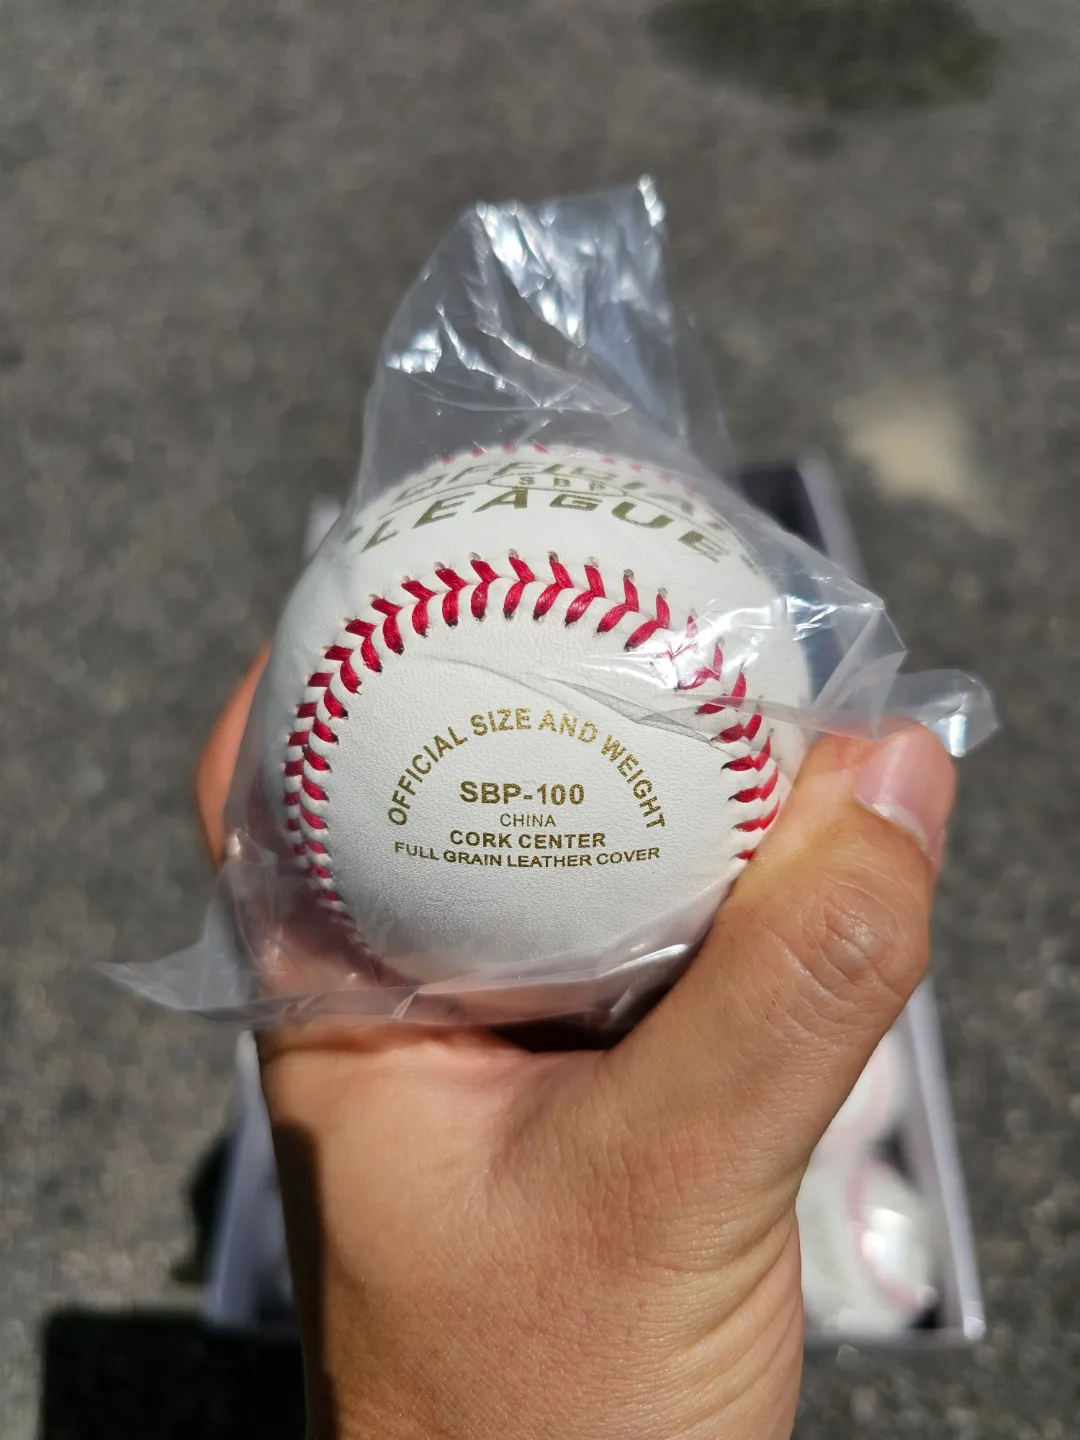 OFFICIAL
SBP
LEAGUE
OFFICIAL SIZE AND WEIGHT
SBP-100
CHINA
CORK CENTER
FULL GRAIN LEATHER COVER